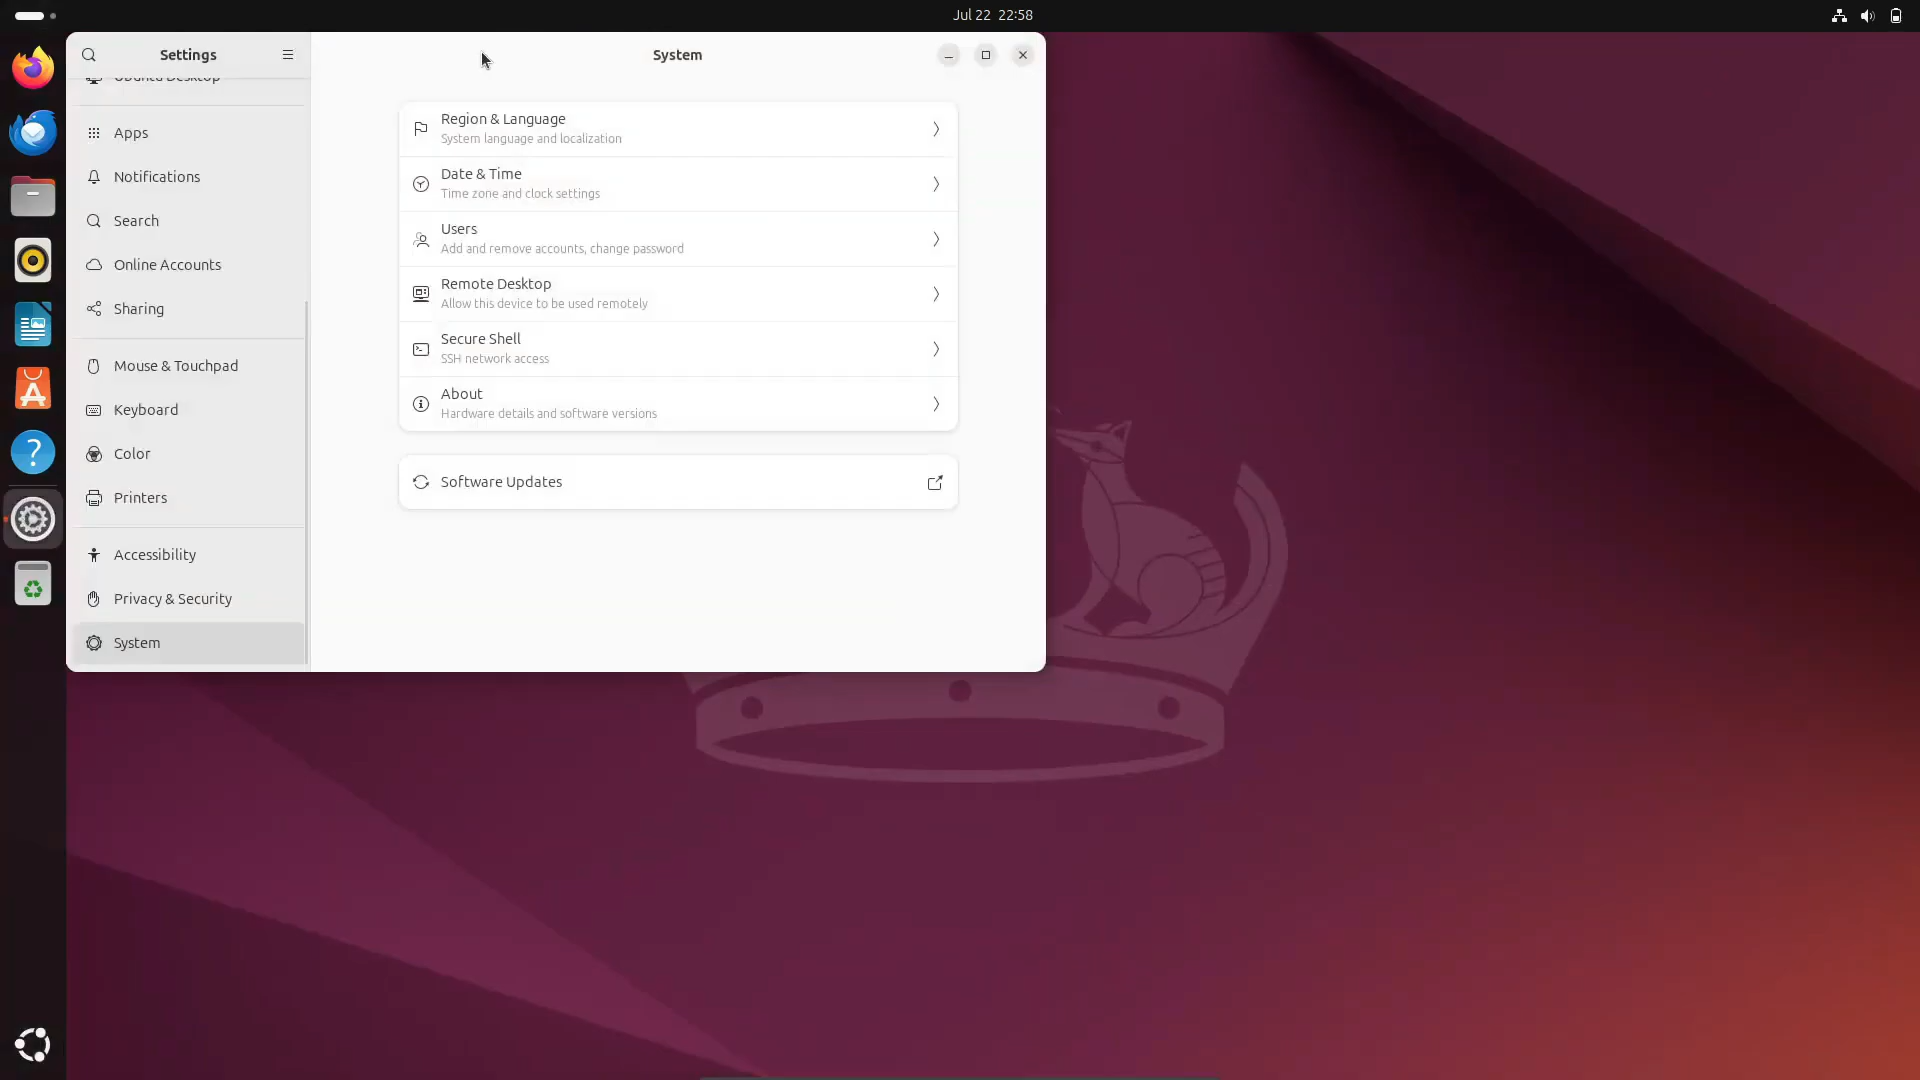 Jul 22 22:58
Settings
System
Ubuntu Desktop
Apps
Notifications
Search
Online Accounts
Sharing
Mouse & Touchpad
Keyboard
Color
Printers
Accessibility
Privacy & Security
System
Region & Language
System language and localization
Date & Time
Time zone and clock settings
Users
Add and remove accounts, change password
Remote Desktop
Allow this device to be used remotely
Secure Shell
SSH network access
About
Hardware details and software versions
Software Updates